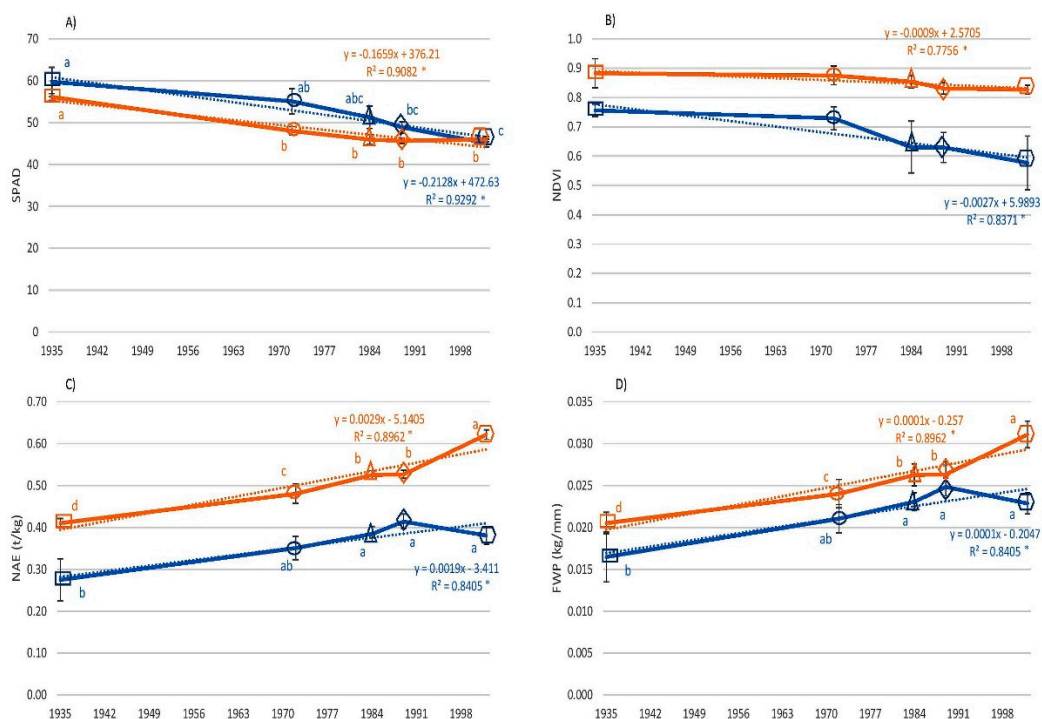 A)
70
60
50
40
30
20
10
0
SPAD
a
ab
abc
bc
c
a
b
b
b
b
y = -0.1659x + 376.21
R² = 0.9082 *
y = -0.2128x + 472.63
R² = 0.9292 *
1935 1942 1949 1956 1963 1970 1977 1984 1991 1998
B)
1.0
0.9
0.8
0.7
0.6
0.5
0.4
0.3
0.2
0.1
0.0
NDVI
y = -0.0009x + 2.5705
R² = 0.7756 *
y = -0.0027x + 5.9893
R² = 0.8371 *
1935 1942 1949 1956 1963 1970 1977 1984 1991 1998
C)
0.70
0.60
0.50
0.40
0.30
0.20
0.10
0.00
NAE (t/kg)
y = 0.0029x - 5.1405
R² = 0.8962 *
d
c
b
b
a
b
ab
a
a
a
y = 0.0019x - 3.411
R² = 0.8405 *
1935 1942 1949 1956 1963 1970 1977 1984 1991 1998
D)
0.035
0.030
0.025
0.020
0.015
0.010
0.005
0.000
FWP (kg/mm)
y = 0.0001x - 0.257
R² = 0.8962 *
d
c
b
b
a
b
ab
a
a
a
y = 0.0001x - 0.2047
R² = 0.8405 *
1935 1942 1949 1956 1963 1970 1977 1984 1991 1998